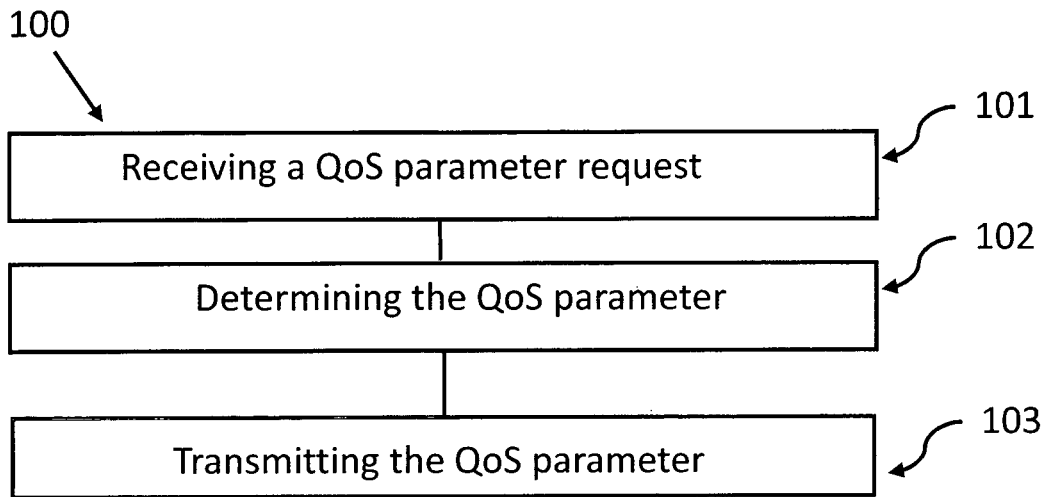 100
101
Receiving a QoS parameter request
102
Determining the QoS parameter
103
Transmitting the QoS parameter